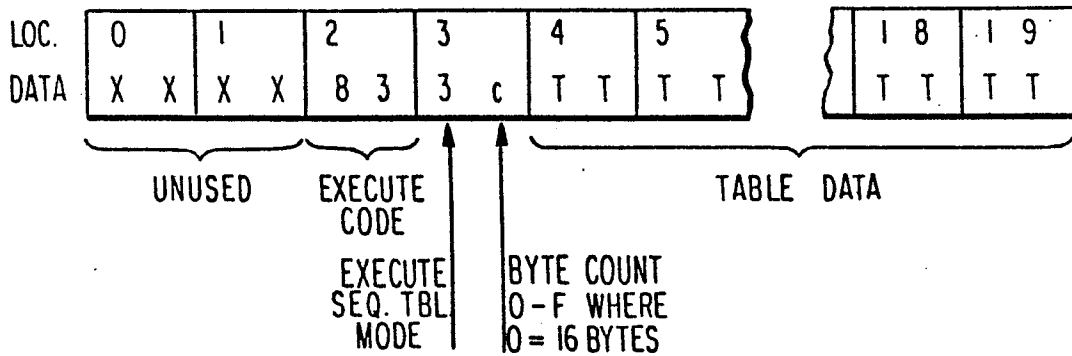 LOC. 0 1 2 3 4 5 18 19
DATA X X X X 8 3 3 c T T T T T T T T
UNUSED EXECUTE CODE TABLE DATA
EXECUTE SEQ. TBL. MODE
BYTE COUNT 0-F WHERE 0=16 BYTES